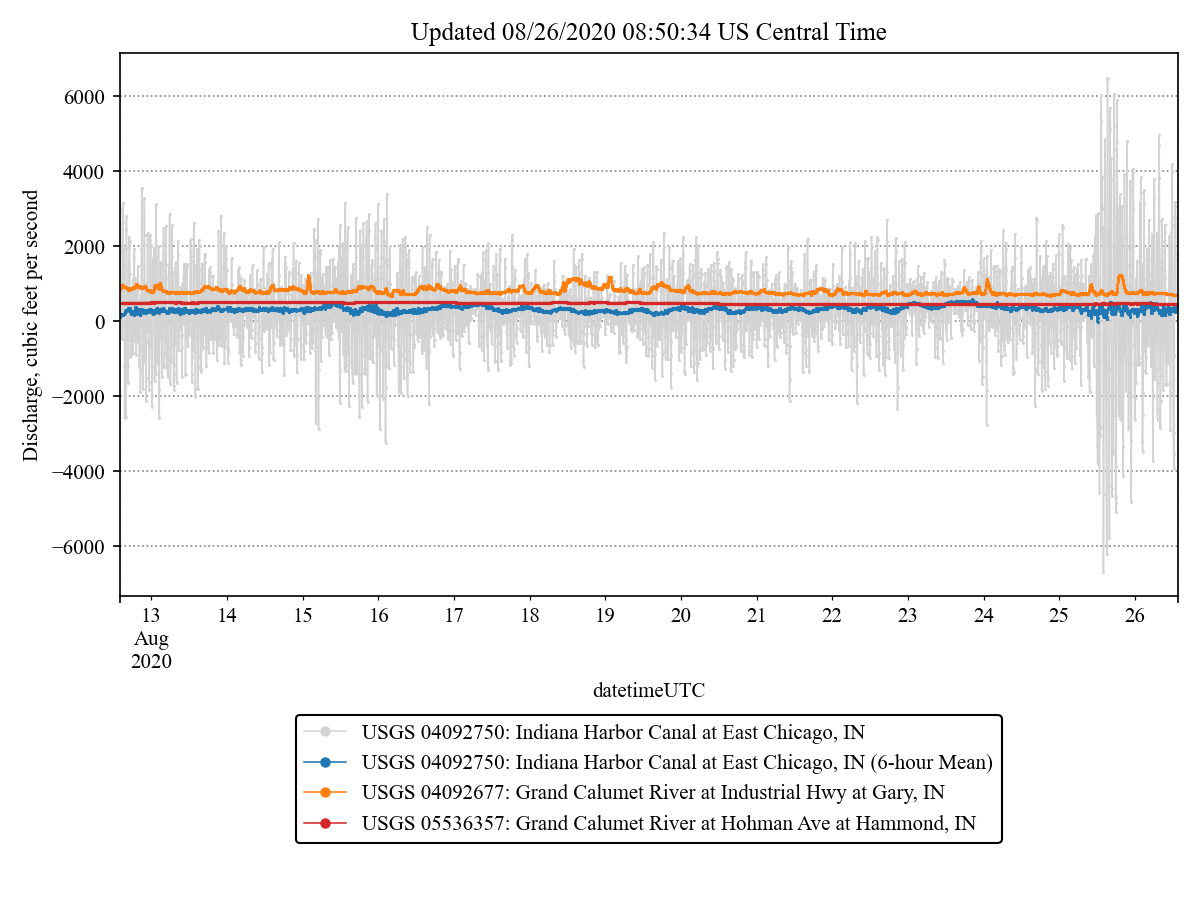 Updated 08/26/2020 08:50:34 US Central Time
Discharge, cubic feet per second
6000
4000
2000
0
−2000
−4000
−6000
13 14 15 16 17 18 19 20 21 22 23 24 25 26
Aug
2020
datetimeUTC
USGS 04092750: Indiana Harbor Canal at East Chicago, IN
USGS 04092750: Indiana Harbor Canal at East Chicago, IN (6-hour Mean)
USGS 04092677: Grand Calumet River at Industrial Hwy at Gary, IN
USGS 05536357: Grand Calumet River at Hohman Ave at Hammond, IN